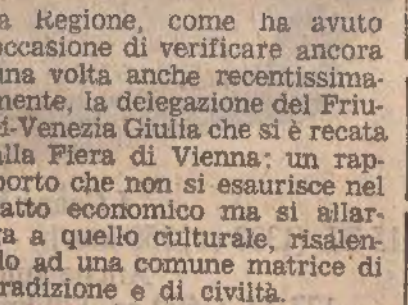 a Regione, come ha avuto
occasione di verificare ancora
una volta anche recentissima-
mente, la delegazione del Friu-
li-Venezia Giulia che si è recata
alla Fiera di Vienna: un rap-
porto che non si esaurisce nel
fatto economico ma si allar-
ga a quello culturale, risalen-
do ad una comune matrice di
tradizione e di civiltà.